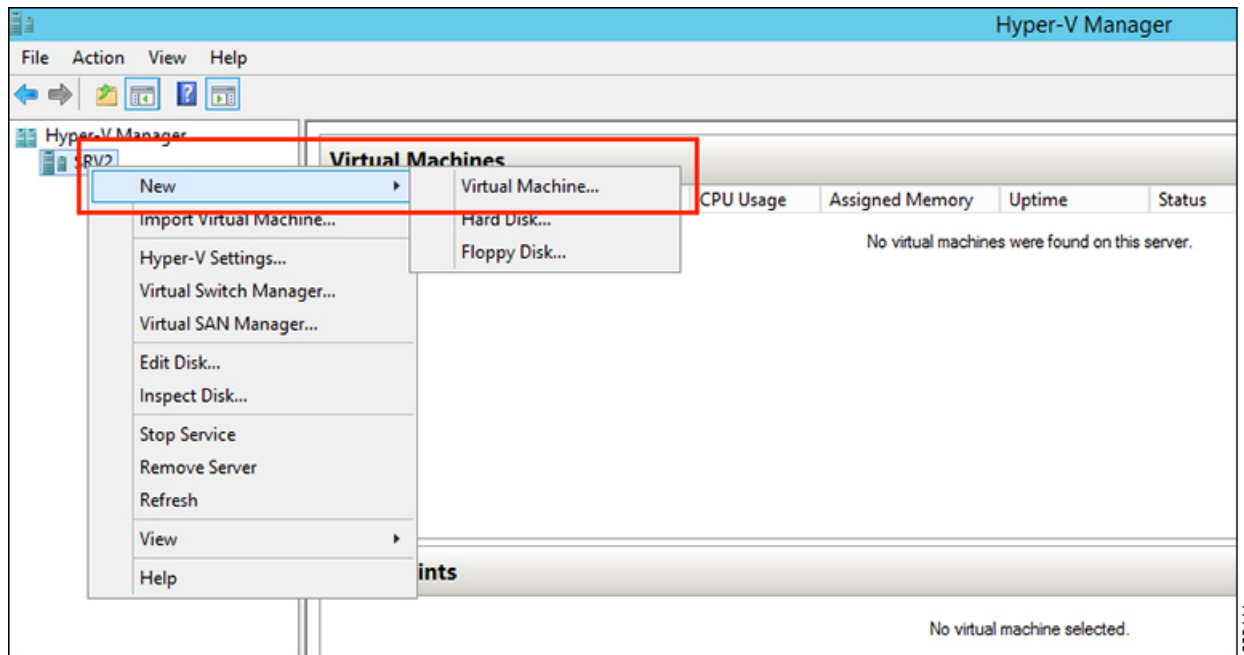 Hyper-V Manager
File Action View Help
Hyper-V Manager
SRV2
Virtual Machines
New
Virtual Machine...
CPU Usage Assigned Memory Uptime Status
Import Virtual Machine...
Hard Disk...
No virtual machines were found on this server.
Hyper-V Settings...
Floppy Disk...
Virtual Switch Manager...
Virtual SAN Manager...
Edit Disk...
Inspect Disk...
Stop Service
Remove Server
Refresh
View
Help
ints
No virtual machine selected.